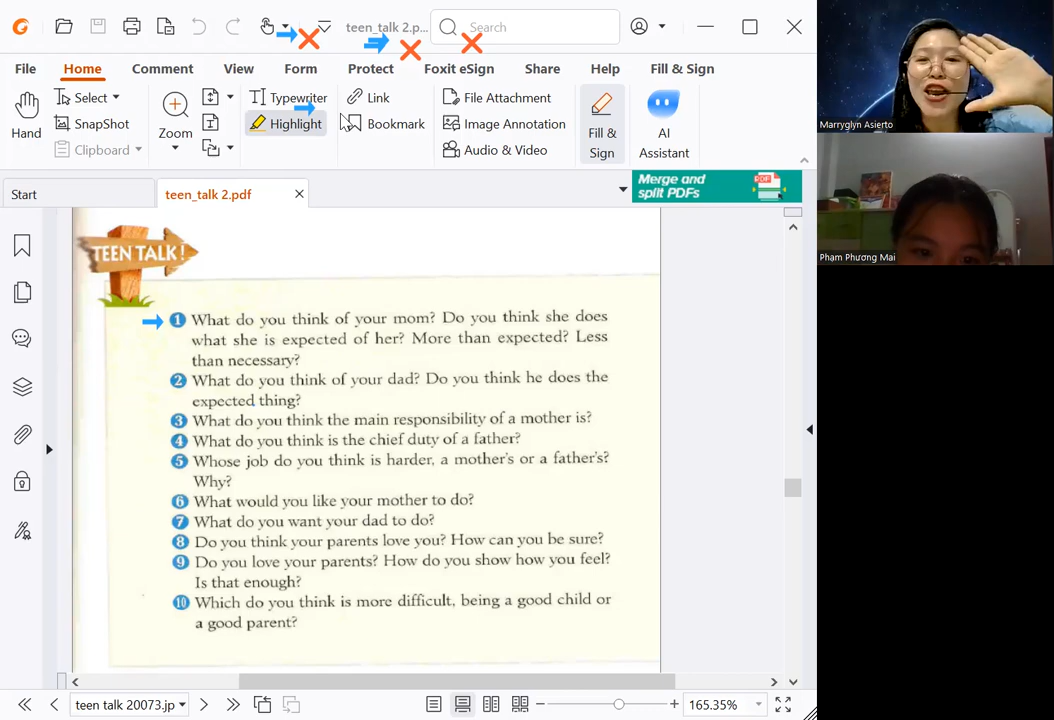 teen_talk 2.p...
Search
File
Home
Comment
View
Form
Protect
Foxit eSign
Share
Help
Fill & Sign
Hand
Select
SnapShot
Clipboard
Zoom
Typewriter
Highlight
Link
Bookmark
File Attachment
Image Annotation
Audio & Video
Fill &
Sign
AI
Assistant
Start
teen_talk 2.pdf
Merge and
split PDFs
PDF
TEEN TALK!
1 What do you think of your mom? Do you think she does
what she is expected of her? More than expected? Less
than necessary?
2 What do you think of your dad? Do you think he does the
expected thing?
3 What do you think the main responsibility of a mother is?
4 What do you think is the chief duty of a father?
5 Whose job do you think is harder, a mother's or a father's?
Why?
6 What would you like your mother to do?
7 What do you want your dad to do?
8 Do you think your parents love you? How can you be sure?
9 Do you love your parents? How do you show how you feel?
Is that enough?
10 Which do you think is more difficult, being a good child or
a good parent?
teen talk 20073.jp
165.35%
Marryglyn Asierto
Phạm Phương Mai